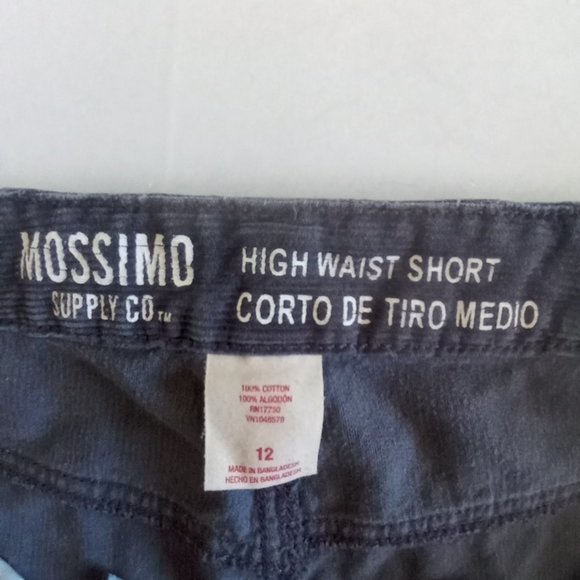 MOSSIMO
SUPPLY CO TM
HIGH WAIST SHORT
CORTO DE TIRO MEDIO
100% COTTON
100% ALGODÓN
RN17730
12
MADE IN BANGLADESH
HECHO EN BANGLADESH